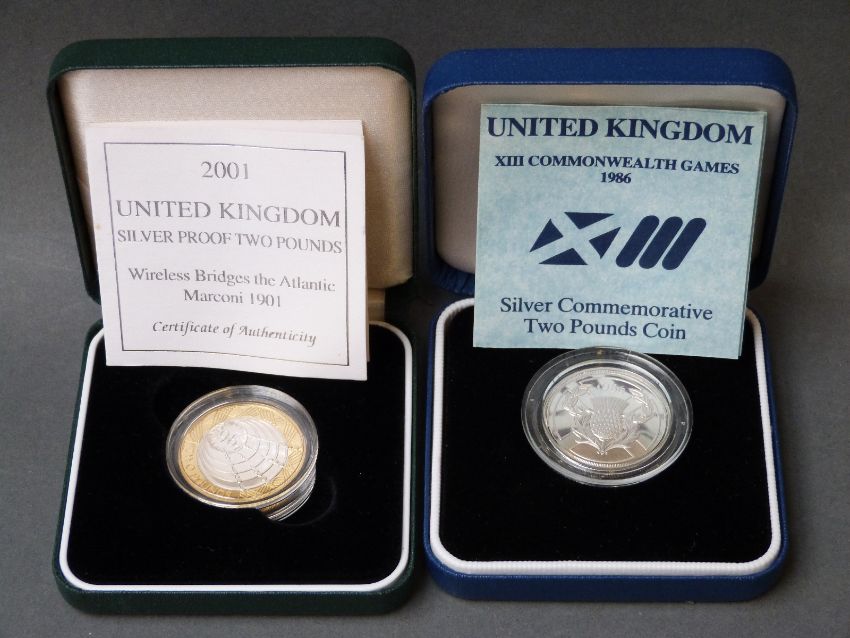 2001
UNITED KINGDOM
SILVER PROOF TWO POUNDS
Wireless Bridges the Atlantic
Marconi 1901
Certificate of Authenticity
UNITED KINGDOM
XIII COMMONWEALTH GAMES
1986
XIII
Silver Commemorative
Two Pounds Coin